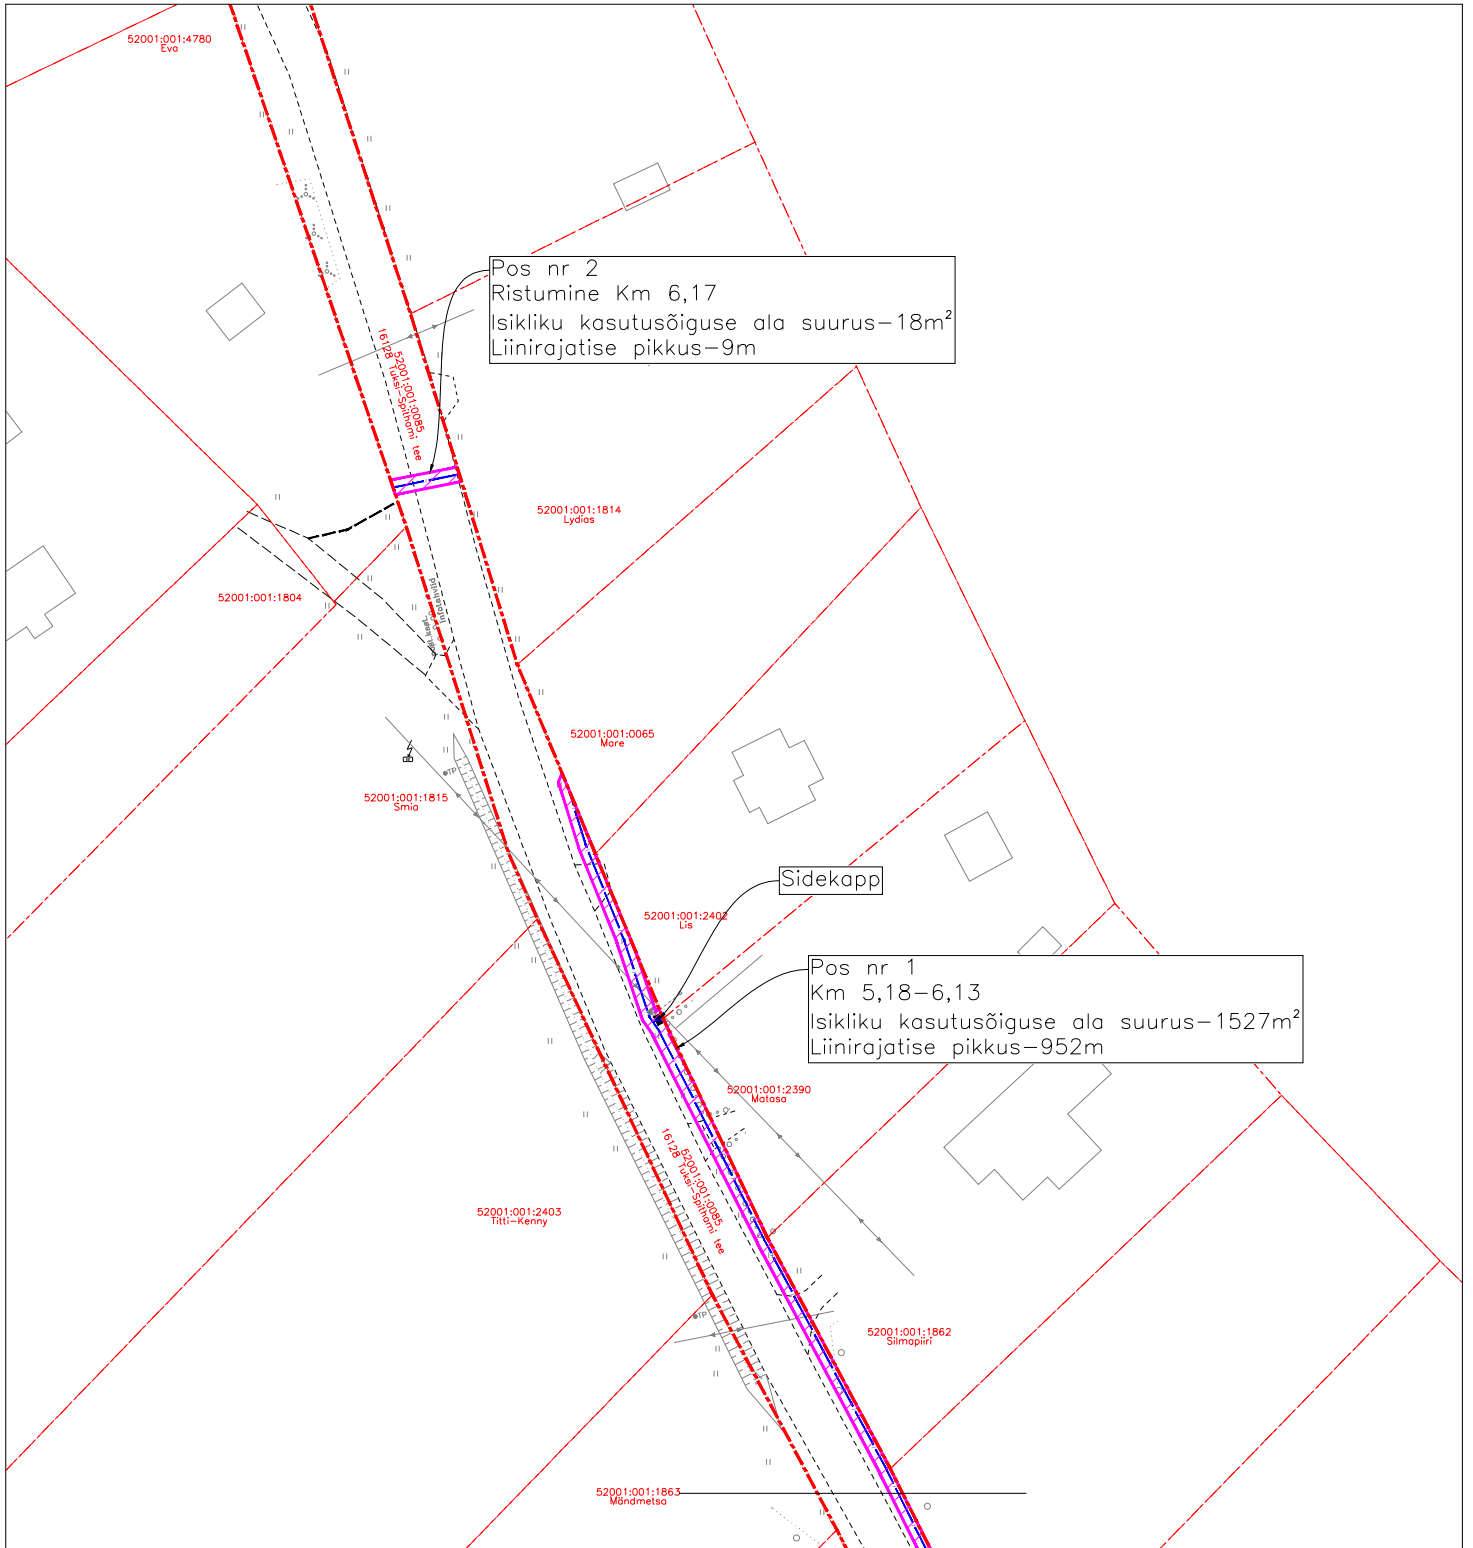 52001:001:4780
Eva
Pos nr 2
Ristumine Km 6,17
Isikliku kasutusõiguse ala suurus-18m²
Liinirajatise pikkus-9m
52001:001:0085
16128 Tuksi-Spithami tee
52001:001:1814
Lydias
52001:001:1804
Infotahvlid
52001:001:0065
Mare
TP
52001:001:1815
Smia
Sidekapp
52001:001:2402
Lis
Pos nr 1
Km 5,18-6,13
Isikliku kasutusõiguse ala suurus-1527m²
Liinirajatise pikkus-952m
52001:001:2390
Matasa
52001:001:0085
16128 Tuksi-Spithami tee
52001:001:2403
Titti-Kenny
TP
52001:001:1862
Silmapiiri
52001:001:1863
Mändmetsa